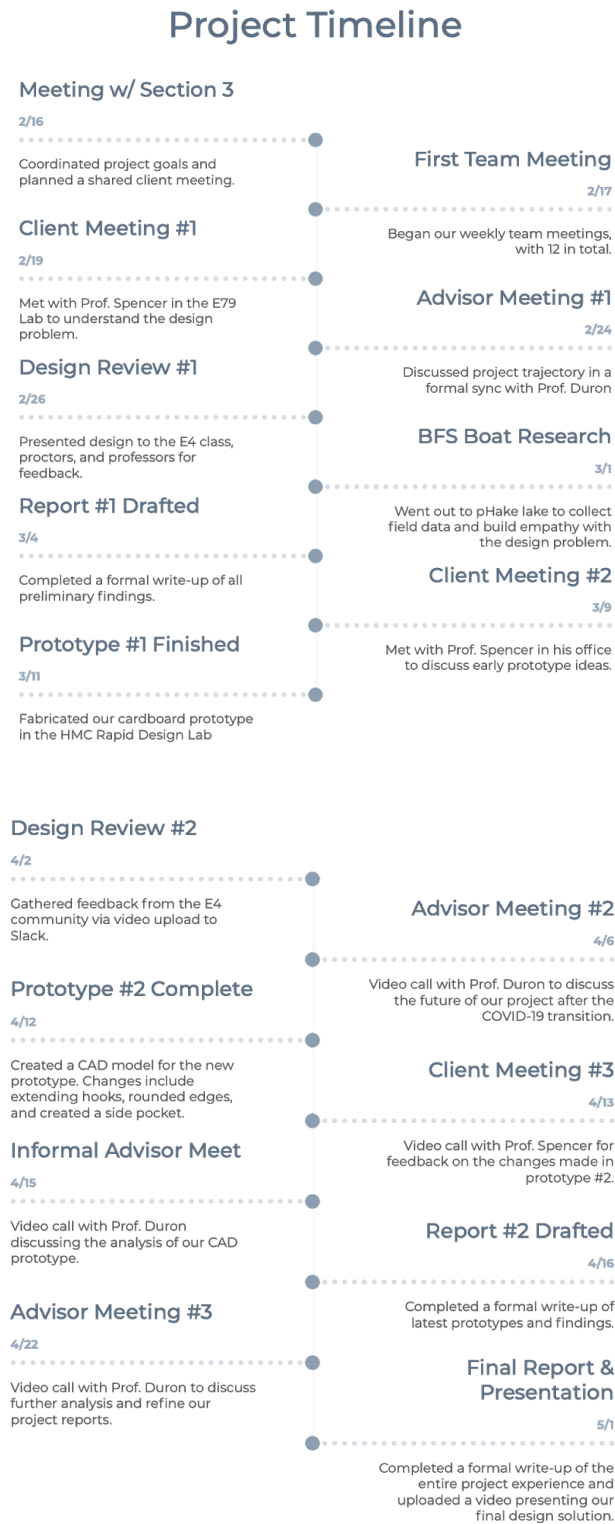 Project Timeline
Meeting w/ Section 3
2/16
Coordinated project goals and
planned a shared client meeting.
First Team Meeting
2/17
Began our weekly team meetings,
with 12 in total.
Client Meeting #1
2/19
Met with Prof. Spencer in the E79
Lab to understand the design
problem.
Advisor Meeting #1
2/24
Discussed project trajectory in a
formal sync with Prof. Duron
Design Review #1
2/26
Presented design to the E4 class,
proctors, and professors for
feedback.
BFS Boat Research
3/1
Went out to pHake lake to collect
field data and build empathy with
the design problem.
Report #1 Drafted
3/4
Completed a formal write-up of all
preliminary findings.
Client Meeting #2
3/9
Met with Prof. Spencer in his office
to discuss early prototype ideas.
Prototype #1 Finished
3/11
Fabricated our cardboard prototype
in the HMC Rapid Design Lab
Design Review #2
4/2
Gathered feedback from the E4
community via video upload to
Slack.
Advisor Meeting #2
4/6
Video call with Prof. Duron to discuss
the future of our project after the
COVID-19 transition.
Prototype #2 Complete
4/12
Created a CAD model for the new
prototype. Changes include
extending hooks, rounded edges,
and created a side pocket.
Client Meeting #3
4/13
Video call with Prof. Spencer for
feedback on the changes made in
prototype #2.
Informal Advisor Meet
4/15
Video call with Prof. Duron
discussing the analysis of our CAD
prototype.
Report #2 Drafted
4/16
Completed a formal write-up of
latest prototypes and findings.
Advisor Meeting #3
4/22
Video call with Prof. Duron to discuss
further analysis and refine our
project reports.
Final Report &
Presentation
5/1
Completed a formal write-up of the
entire project experience and
uploaded a video presenting our
final design solution.